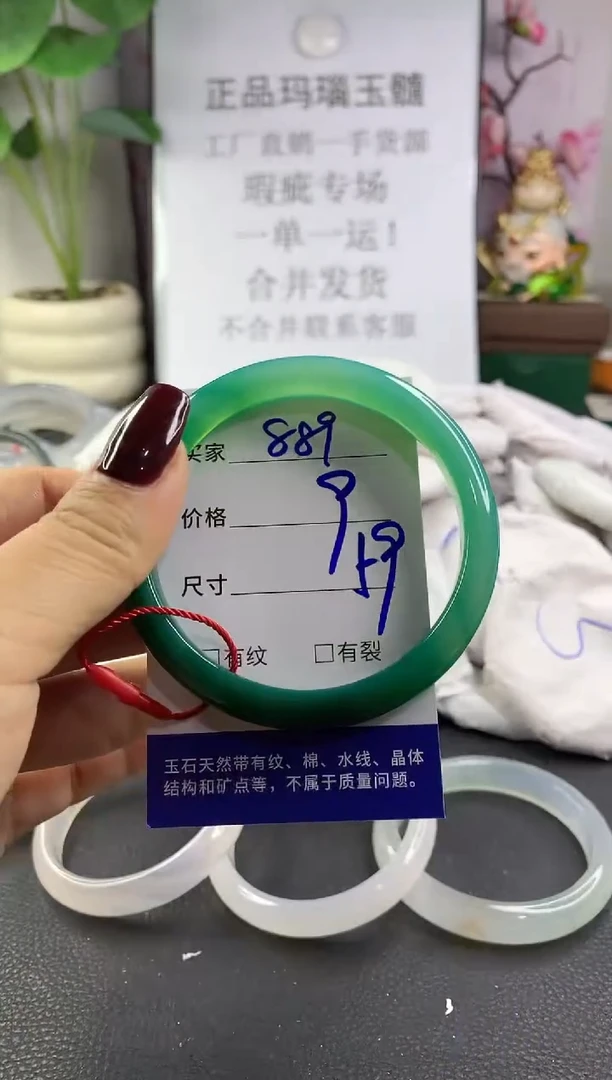 正品玛瑙玉髓
工厂直销一手货源
瑕疵专场
一单一运！
合并发货
不合并联系客服
买家 889
价格 9
尺寸 59
□有纹 □有裂
玉石天然带有纹、棉、水线、晶体
结构和矿点等，不属于质量问题。